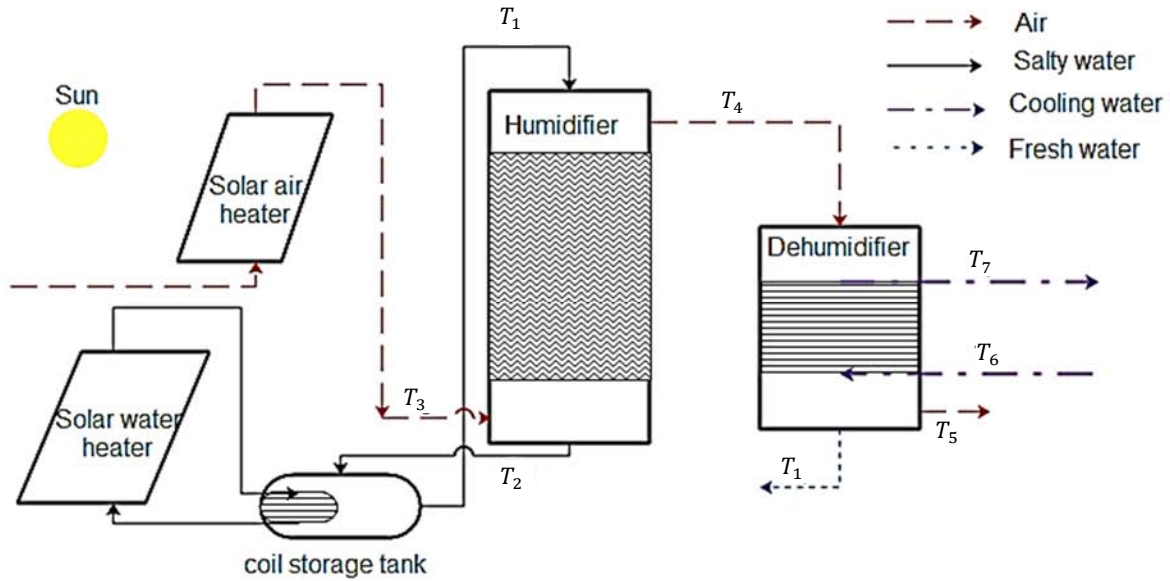 T₁
Air
Salty water
Cooling water
Fresh water
Sun
Solar air
heater
Humidifier
T₄
Dehumidifier
T₇
T₆
T₃
T₅
Solar water
heater
T₂
T₁
coil storage tank